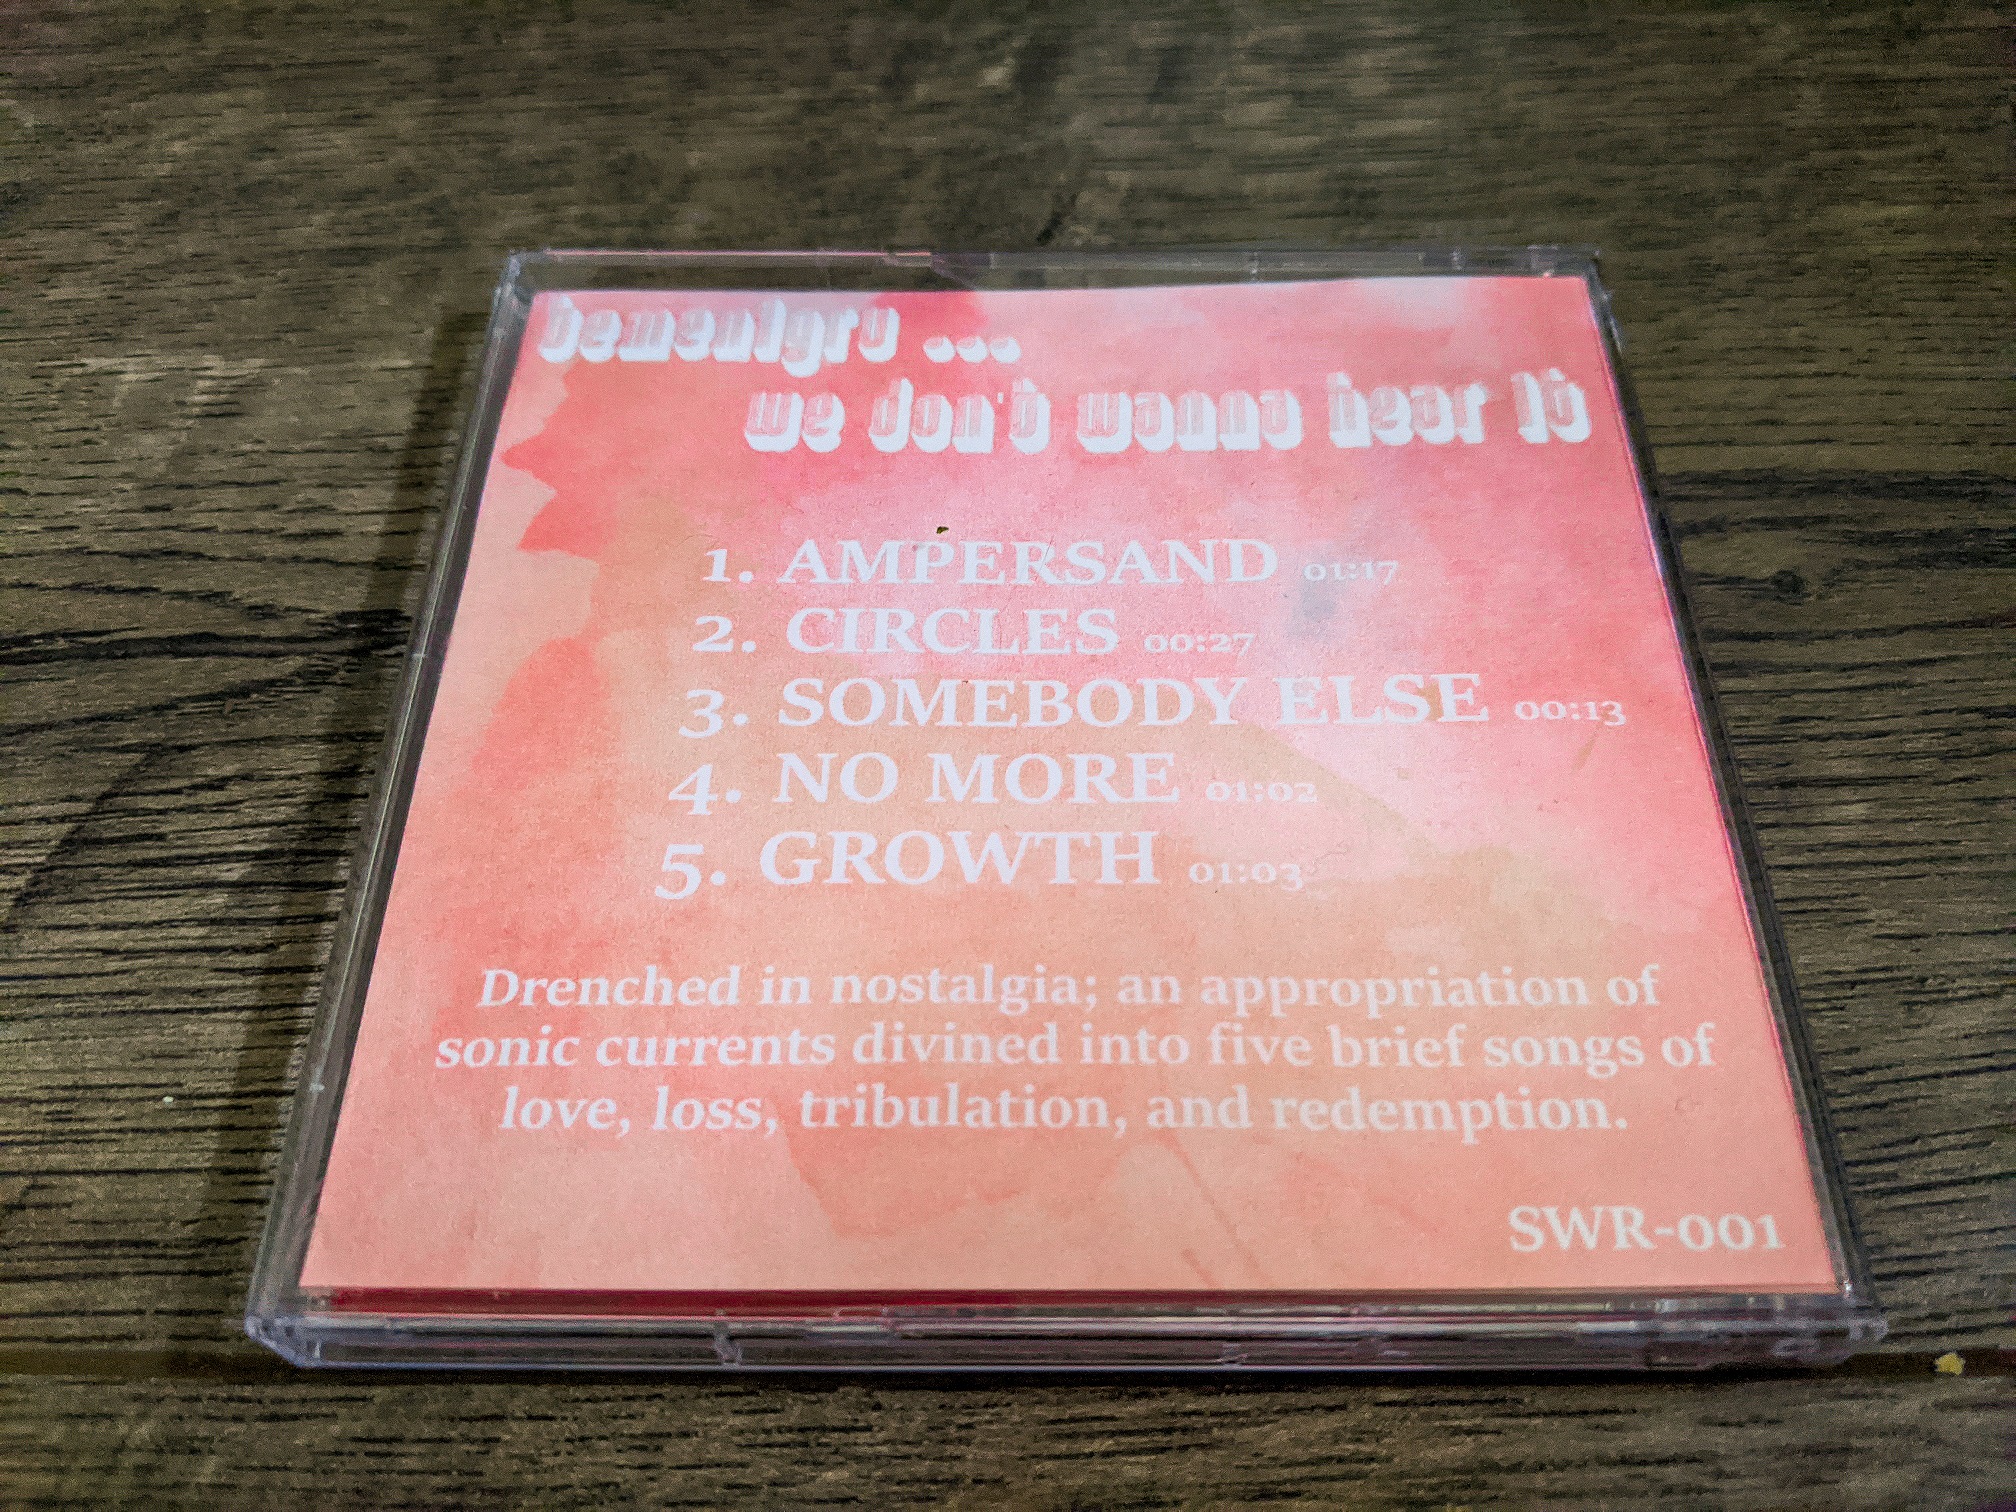 bemenigru ...
we don't wanna hear it
1. AMPERSAND 01:17
2. CIRCLES 00:27
3. SOMEBODY ELSE 00:13
4. NO MORE 01:02
5. GROWTH 01:03
Drenched in nostalgia; an appropriation of
sonic currents divined into five brief songs of
love, loss, tribulation, and redemption.
SWR-001